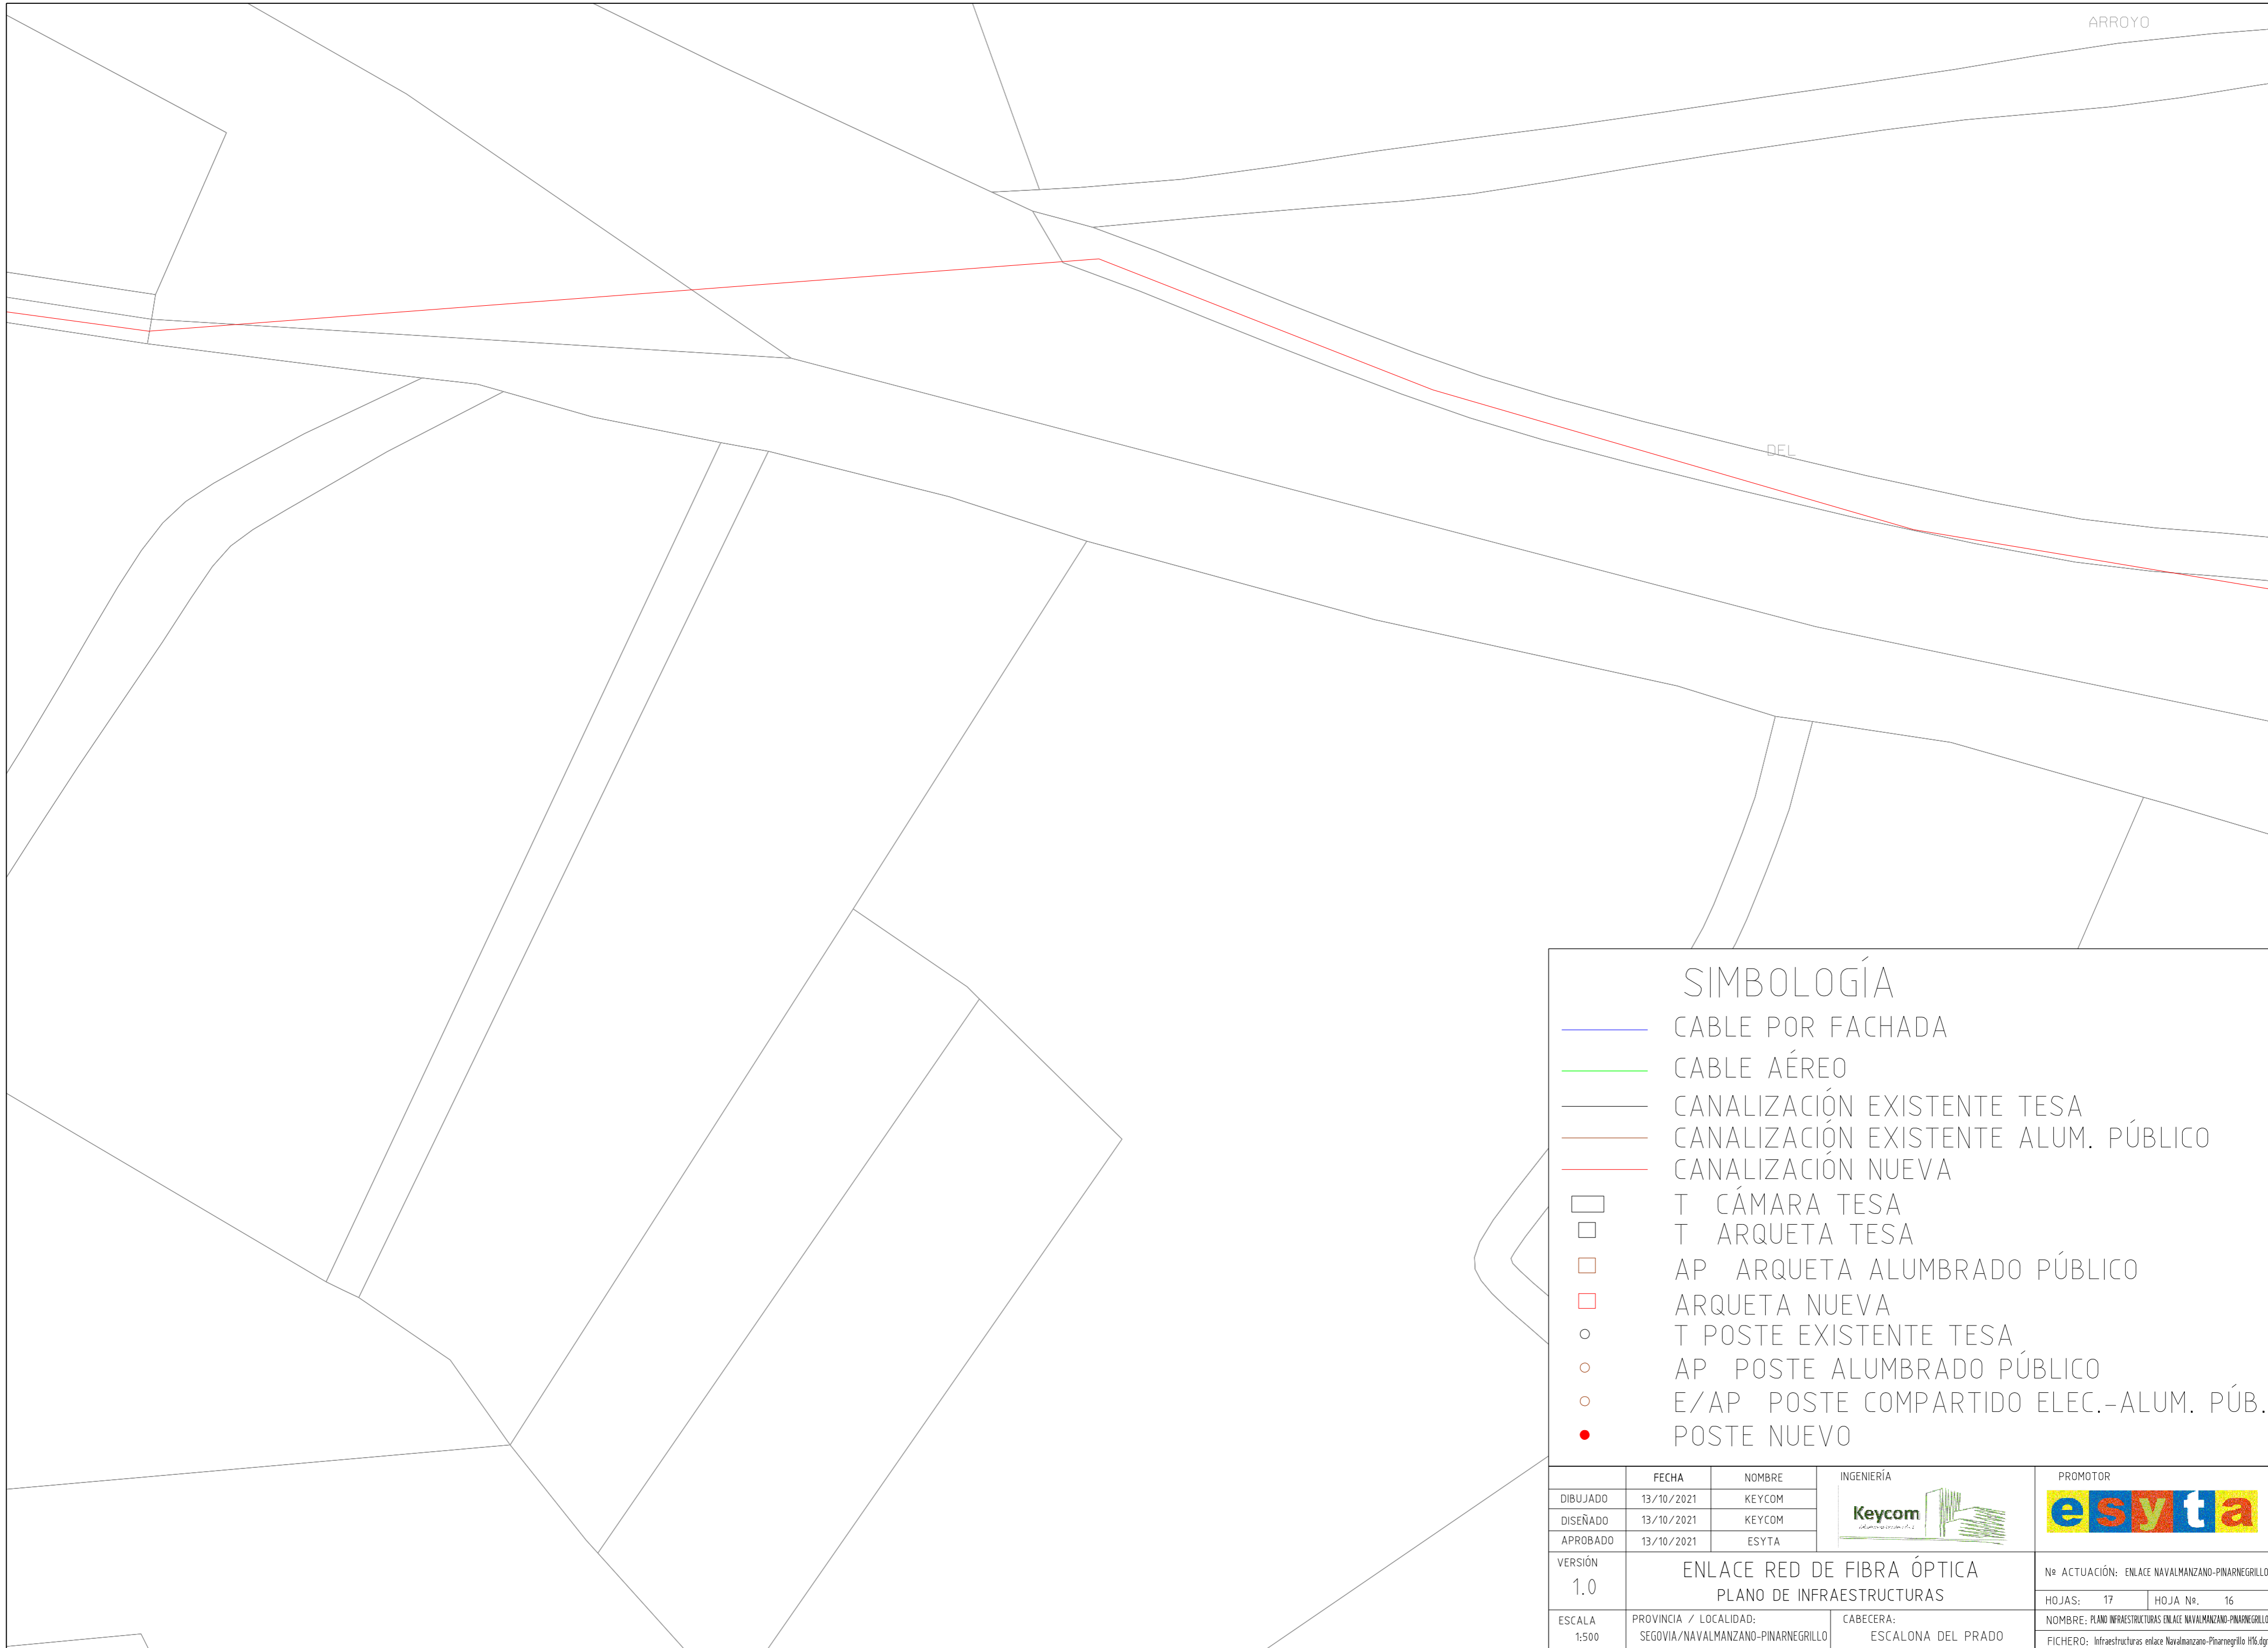 ARROYO
DEL
SIMBOLOGÍA
CABLE POR FACHADA
CABLE AÉREO
CANALIZACIÓN EXISTENTE TESA
CANALIZACIÓN EXISTENTE ALUM. PÚBLICO
CANALIZACIÓN NUEVA
T CÁMARA TESA
T ARQUETA TESA
AP ARQUETA ALUMBRADO PÚBLICO
ARQUETA NUEVA
T POSTE EXISTENTE TESA
AP POSTE ALUMBRADO PÚBLICO
E/AP POSTE COMPARTIDO ELEC.-ALUM. PÚB.
POSTE NUEVO
FECHA NOMBRE INGENIERÍA PROMOTOR
DIBUJADO 13/10/2021 KEYCOM
DISEÑADO 13/10/2021 KEYCOM
APROBADO 13/10/2021 ESYTA
Keycom
esyta
VERSIÓN
1.0
ENLACE RED DE FIBRA ÓPTICA
PLANO DE INFRAESTRUCTURAS
Nº ACTUACIÓN: ENLACE NAVALMANZANO-PINARNEGRILLO
HOJAS: 17 HOJA Nº. 16
ESCALA
1:500
PROVINCIA / LOCALIDAD:
SEGOVIA/NAVALMANZANO-PINARNEGRILLO
CABECERA:
ESCALONA DEL PRADO
NOMBRE: PLANO INFRAESTRUCTURAS ENLACE NAVALMANZANO-PINARNEGRILLO
FICHERO: Infraestructuras enlace Navalmanzano-Pinarnegrillo H16.dg